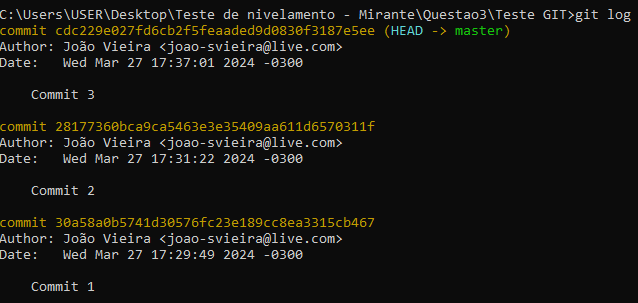 C:\Users\USER\Desktop\Teste de nivelamento - Mirante\Questao3\Teste GIT>git log
commit cdc229e027fd6cb2f5feaaded9d0830f3187e5ee (HEAD -> master)
Author: João Vieira <joao-svieira@live.com>
Date:   Wed Mar 27 17:37:01 2024 -0300
    Commit 3
commit 28177360bca9ca5463e3e35409aa611d6570311f
Author: João Vieira <joao-svieira@live.com>
Date:   Wed Mar 27 17:31:22 2024 -0300
    Commit 2
commit 30a58a0b5741d30576fc23e189cc8ea3315cb467
Author: João Vieira <joao-svieira@live.com>
Date:   Wed Mar 27 17:29:49 2024 -0300
    Commit 1